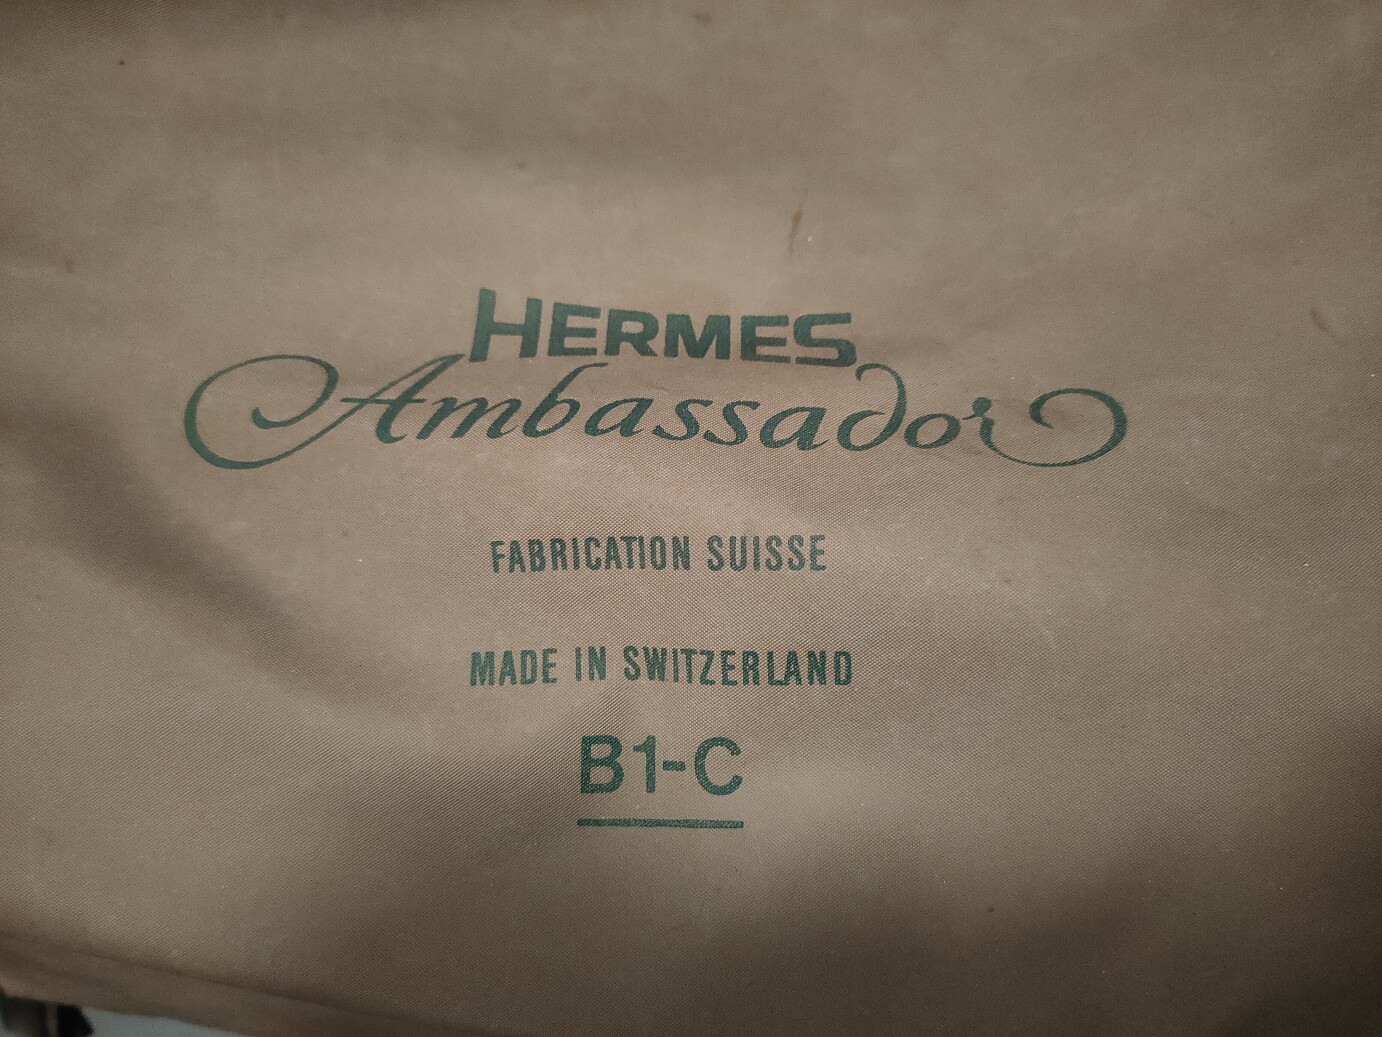 HERMES
Ambassador
FABRICATION SUISSE
MADE IN SWITZERLAND
B1-C